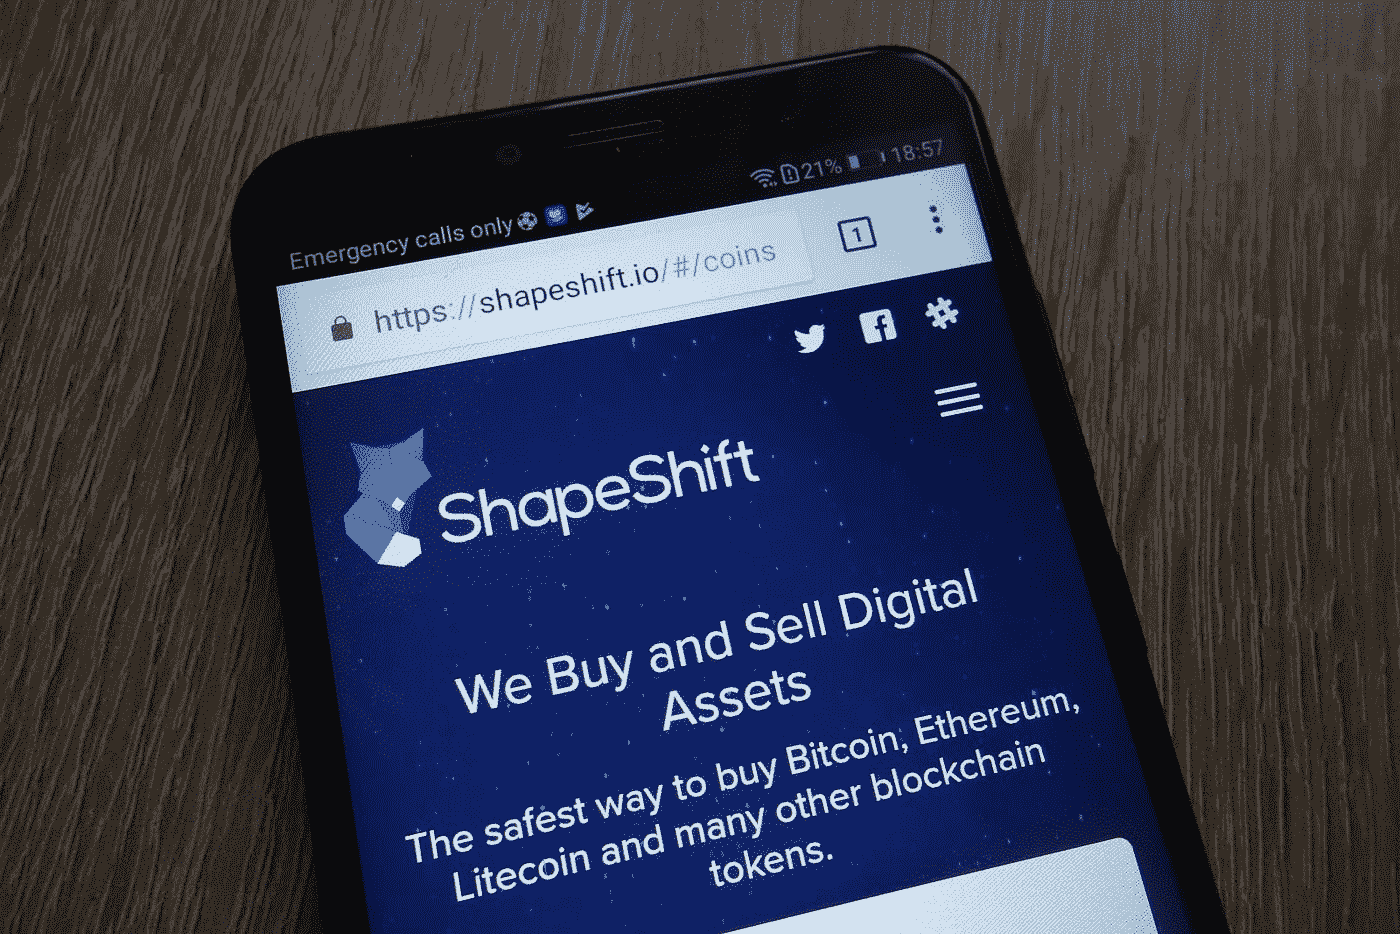 Emergency calls only 21% 18:57
https://shapeshift.io/#/coins 1
ShapeShift
We Buy and Sell Digital
Assets
The safest way to buy Bitcoin, Ethereum,
Litecoin and many other blockchain
tokens.